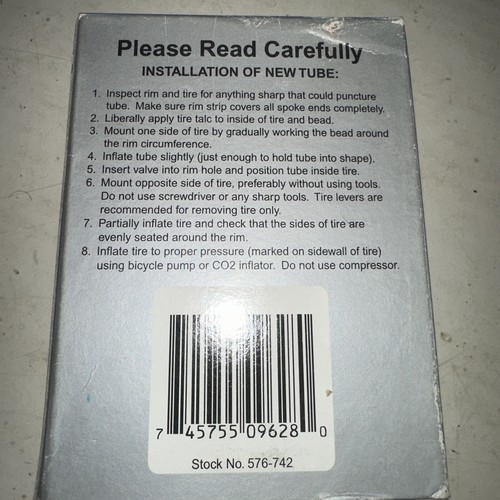 Please Read Carefully
INSTALLATION OF NEW TUBE:
1. Inspect rim and tire for anything sharp that could puncture
tube. Make sure rim strip covers all spoke ends completely.
2. Liberally apply tire talc to inside of tire and bead.
3. Mount one side of tire by gradually working the bead around
the rim circumference.
4. Inflate tube slightly (just enough to hold tube into shape).
5. Insert valve into rim hole and position tube inside tire.
6. Mount opposite side of tire, preferably without using tools.
Do not use screwdriver or any sharp tools. Tire levers are
recommended for removing tire only.
7. Partially inflate tire and check that the sides of tire are
evenly seated around the rim.
8. Inflate tire to proper pressure (marked on sidewall of tire)
using bicycle pump or CO2 inflator. Do not use compressor.
7 45755 09628 0
Stock No. 576-742